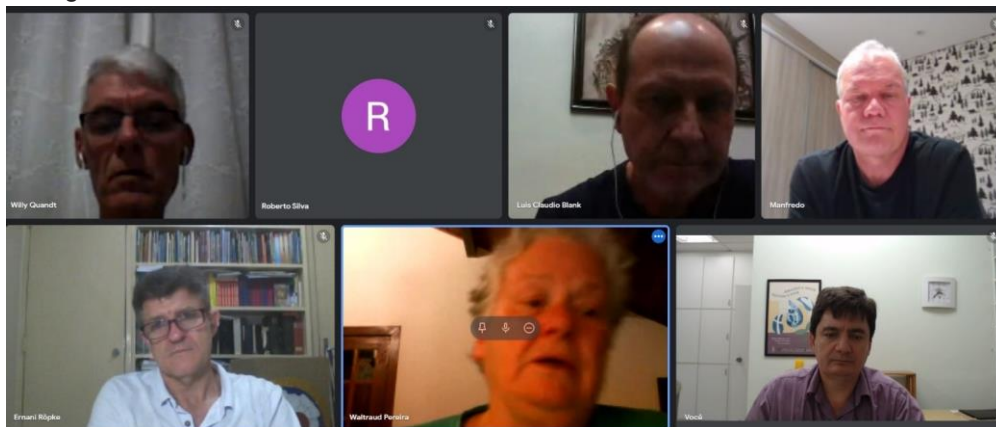 Willy Quandt
R
Roberto Silva
Luis Claudio Blank
Manfredo
Ernani Röpke
Waltraud Pereira
Você